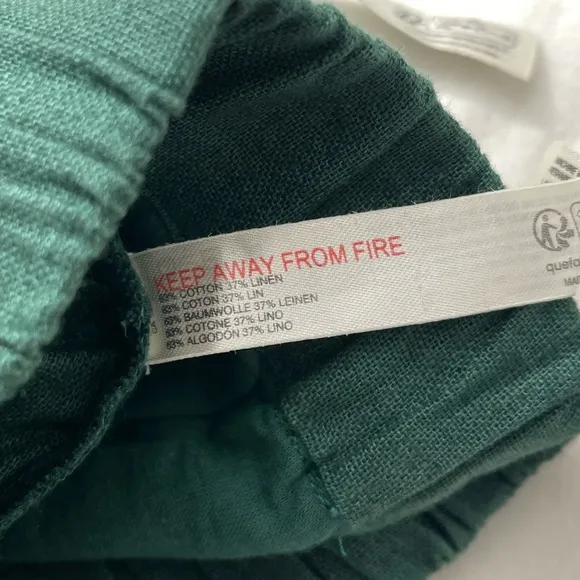 KEEP AWAY FROM FIRE
63% COTTON 37% LINEN
63% COTON 37% LIN
63% BAUMWOLLE 37% LEINEN
63% COTONE 37% LINO
63% ALGODÓN 37% LINO